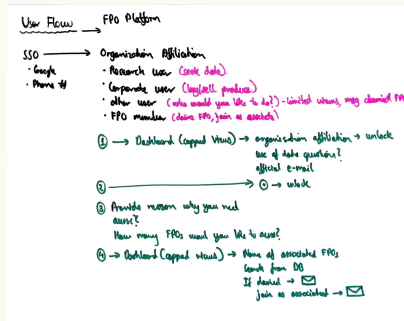 User Flow → FPO Platform
SSO → Organization Affiliation
• Google
• Phone #
• Research user (seek data)
• Corporate user (buy/sell produce)
• other user (who would you like to do?) - limited views, may channel FP
• FPO member (claim FPO, join as associate)
① → Dashboard (capped views) → organisation affiliation → unlock
use of data question?
official e-mail
② → → unlock
③ Provide reason why you need
access?
How many FPOs would you like to access?
④ → Dashboard (capped views) → Name of associated FPOs
Search from DB
If denied →
join as associated →